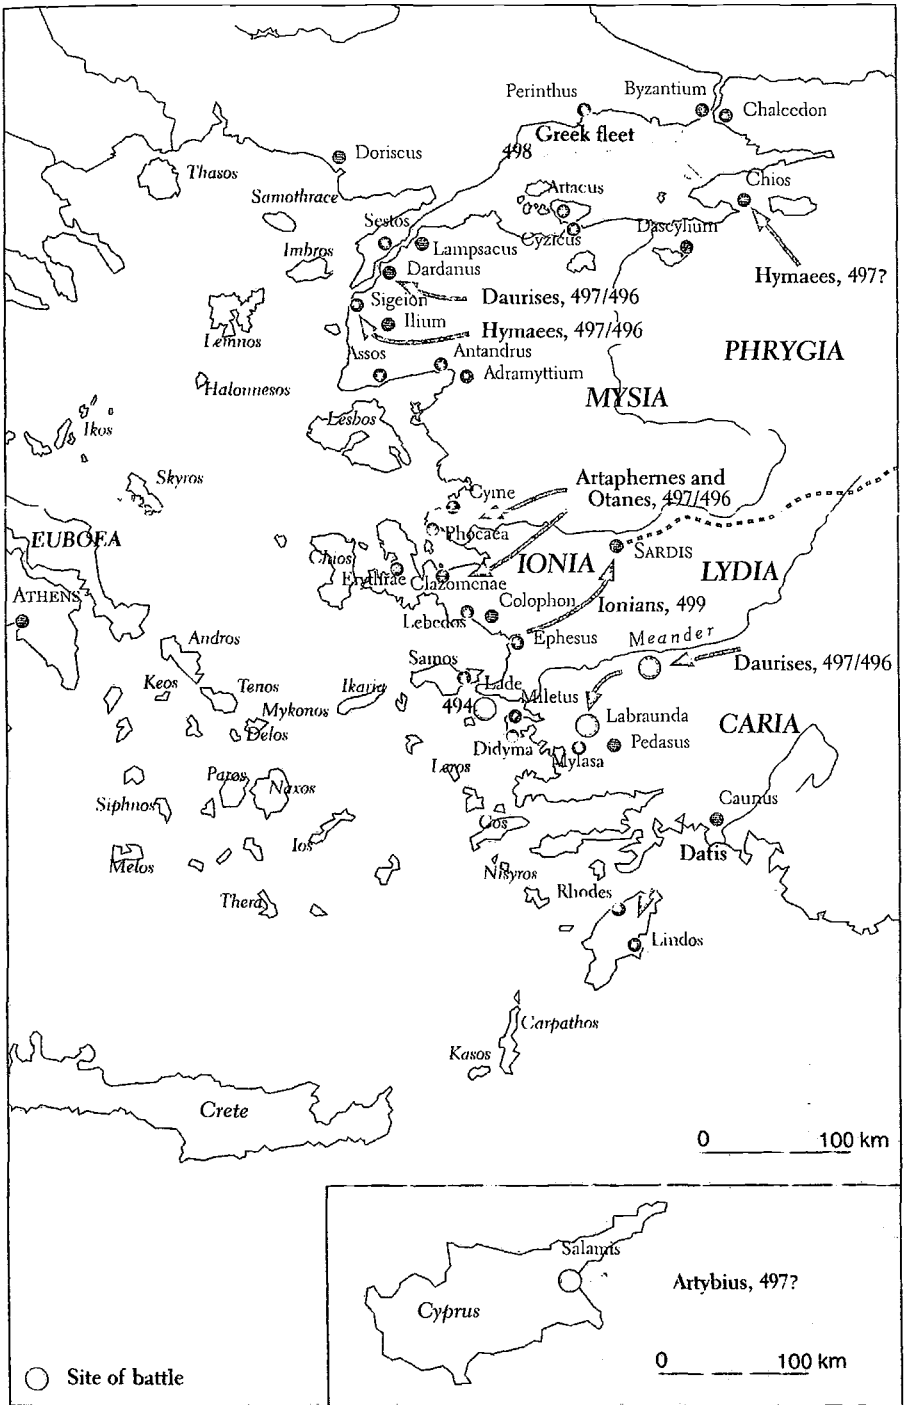 Perinthus
Byzantium
Chalcedon
Greek fleet
498
Doriscus
Thasos
Samothrace
Artacus
Chios
Sestos
Imbros
Lampsacus
Cyzicus
Dascylium
Dardanus
Hymaees, 497?
Daurises, 497/496
Sigeion
Ilium
Hymaees, 497/496
Lemnos
PHRYGIA
Assos
Antandrus
Adramyttium
Halonnesos
MYSIA
Lesbos
Ikos
Skyros
Artaphernes and
Otanes, 497/496
Cyme
Phocaea
EUBOEA
Chios
IONIA
SARDIS
LYDIA
Erythrae
Clazomenae
ATHENS
Colophon
Ionians, 499
Lebedos
Ephesus
Meander
Andros
Samos
Daurises, 497/496
Keos
Tenos
Ikaria
Lade
494
Miletus
Mykonos
Delos
Labraunda
CARIA
Didyma
Mylasa
Pedasus
Leros
Paros
Naxos
Siphnos
Caunus
Cos
Ios
Melos
Datis
Nisyros
Thera
Rhodes
Lindos
Carpathos
Kasos
Crete
0 100 km
Salamis
Artybius, 497?
Cyprus
0 100 km
Site of battle